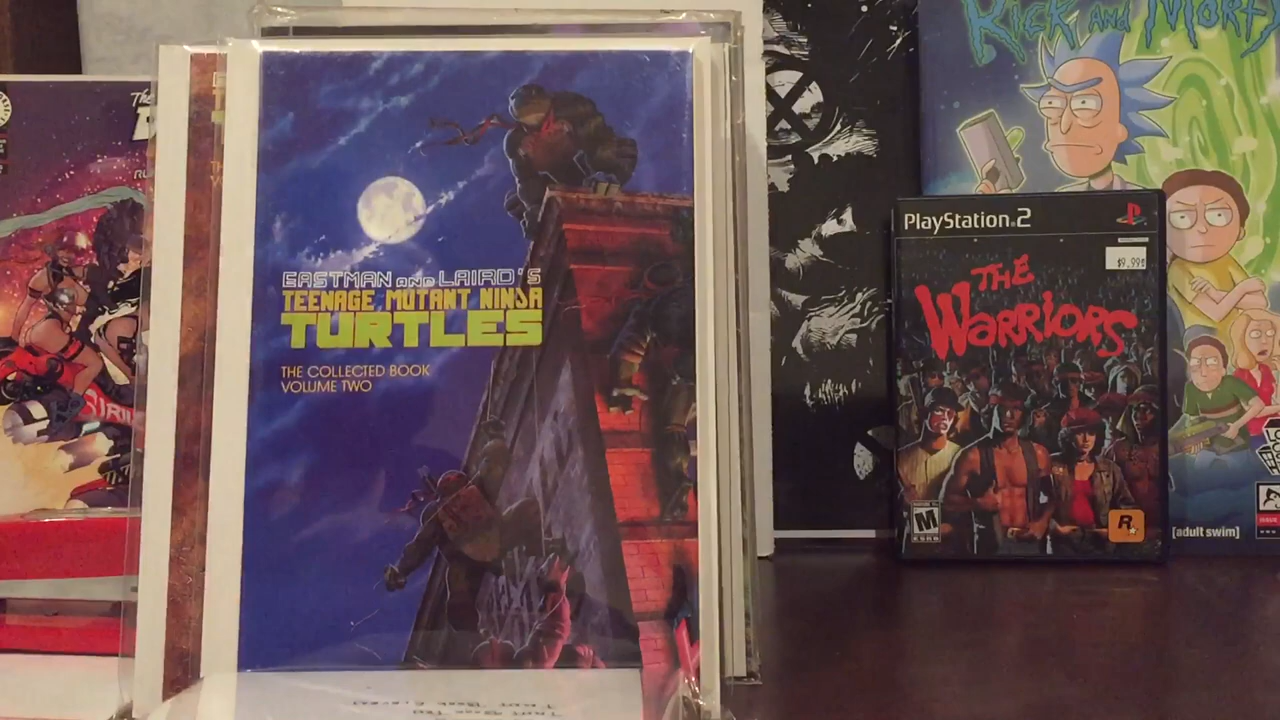 EASTMAN AND LAIRD'S
TEENAGE MUTANT NINJA
TURTLES
THE COLLECTED BOOK
VOLUME TWO
PlayStation 2
$9.99
THE
WARRIORS
M
R
RICK AND MORTY
[adult swim]
The